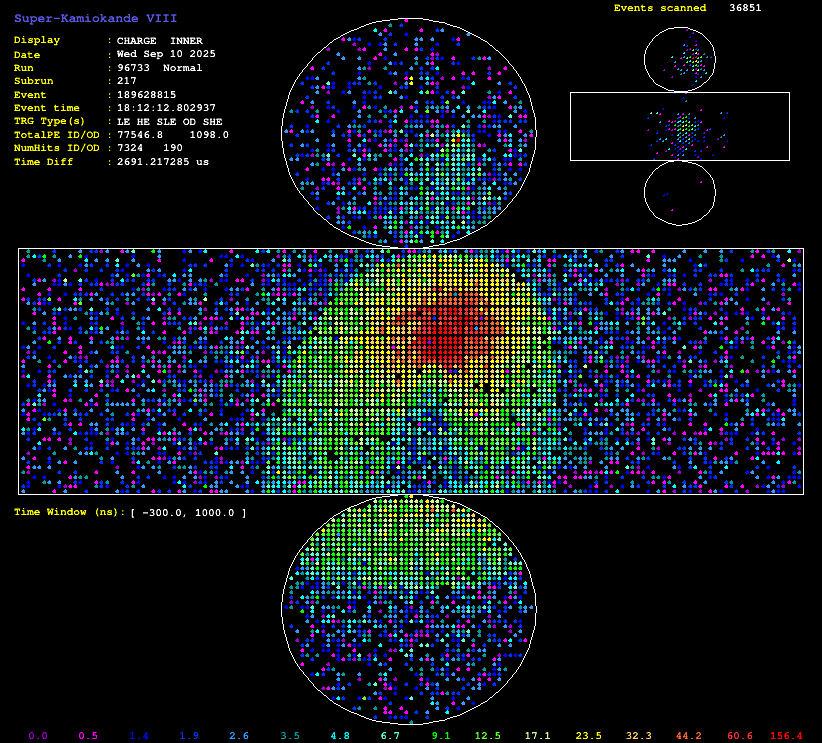 Super-Kamiokande VIII
Events scanned 36851
Display : CHARGE INNER
Date : Wed Sep 10 2025
Run : 96733 Normal
Subrun : 217
Event : 189628815
Event time : 18:12:12.802937
TRG Type(s) : LE HE SLE OD SHE
TotalPE ID/OD : 77546.8 1098.0
NumHits ID/OD : 7324 190
Time Diff : 2691.217285 us
Time Window (ns): [ -300.0, 1000.0 ]
0.0 0.5 1.4 1.9 2.6 3.5 4.8 6.7 9.1 12.5 17.1 23.5 32.3 44.2 60.6 156.4